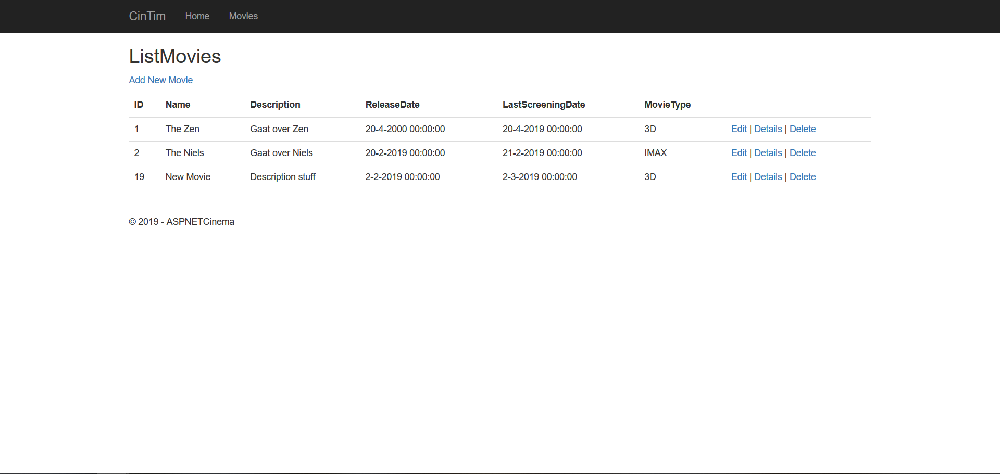 CinTim Home Movies
ListMovies
Add New Movie
ID Name Description ReleaseDate LastScreeningDate MovieType
1 The Zen Gaat over Zen 20-4-2000 00:00:00 20-4-2019 00:00:00 3D Edit | Details | Delete
2 The Niels Gaat over Niels 20-2-2019 00:00:00 21-2-2019 00:00:00 IMAX Edit | Details | Delete
19 New Movie Description stuff 2-2-2019 00:00:00 2-3-2019 00:00:00 3D Edit | Details | Delete
© 2019 - ASPNETCinema